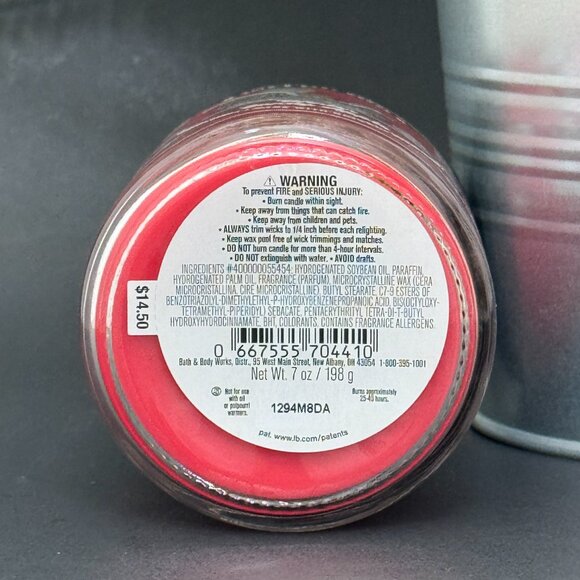 ⚠ WARNING
To prevent FIRE and SERIOUS INJURY:
• Burn candle within sight.
• Keep away from things that can catch fire.
• Keep away from children and pets.
• ALWAYS trim wicks to 1/4 inch before each relighting.
• Keep wax pool free of wick trimmings and matches.
• DO NOT burn candle for more than 4-hour intervals.
• DO NOT extinguish with water. • AVOID drafts.
INGREDIENTS #400000055454: HYDROGENATED SOYBEAN OIL, PARAFFIN,
HYDROGENATED PALM OIL, FRAGRANCE (PARFUM), MICROCRYSTALLINE WAX (CERA
MICROCRISTALLINA, CIRE MICROCRISTALLINE), BUTYL STEARATE, C7-9 ESTERS OF
BENZOTRIAZOLYL-DIMETHYLETHYL-P-HYDROXYBENZENEPROPANOIC ACID, BIS(OCTYLOXY-
TETRAMETHYL-PIPERIDYL) SEBACATE, PENTAERYTHRITYL TETRA-DI-T-BUTYL
HYDROXYHYDROCINNAMATE, BHT, COLORANTS. CONTAINS FRAGRANCE ALLERGENS.
$14.50
0 667555 704410
Bath & Body Works, Distr., 95 West Main Street, New Albany, OH 43054 1-800-395-1001
Net Wt. 7 oz / 198 g
Not for use
with oil
or potpourri
warmers.
Burns approximately
25-40 hours.
1294M8DA
pat. www.lb.com/patents